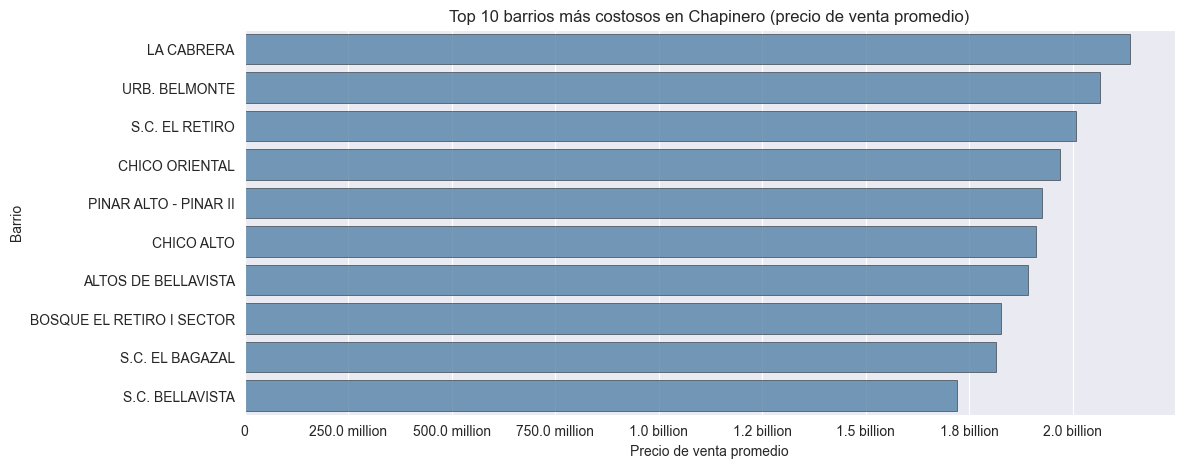 Top 10 barrios más costosos en Chapinero (precio de venta promedio)
LA CABRERA
URB. BELMONTE
S.C. EL RETIRO
CHICO ORIENTAL
PINAR ALTO - PINAR II
CHICO ALTO
ALTOS DE BELLAVISTA
BOSQUE EL RETIRO I SECTOR
S.C. EL BAGAZAL
S.C. BELLAVISTA
Barrio
0 250.0 million 500.0 million 750.0 million 1.0 billion 1.2 billion 1.5 billion 1.8 billion 2.0 billion
Precio de venta promedio